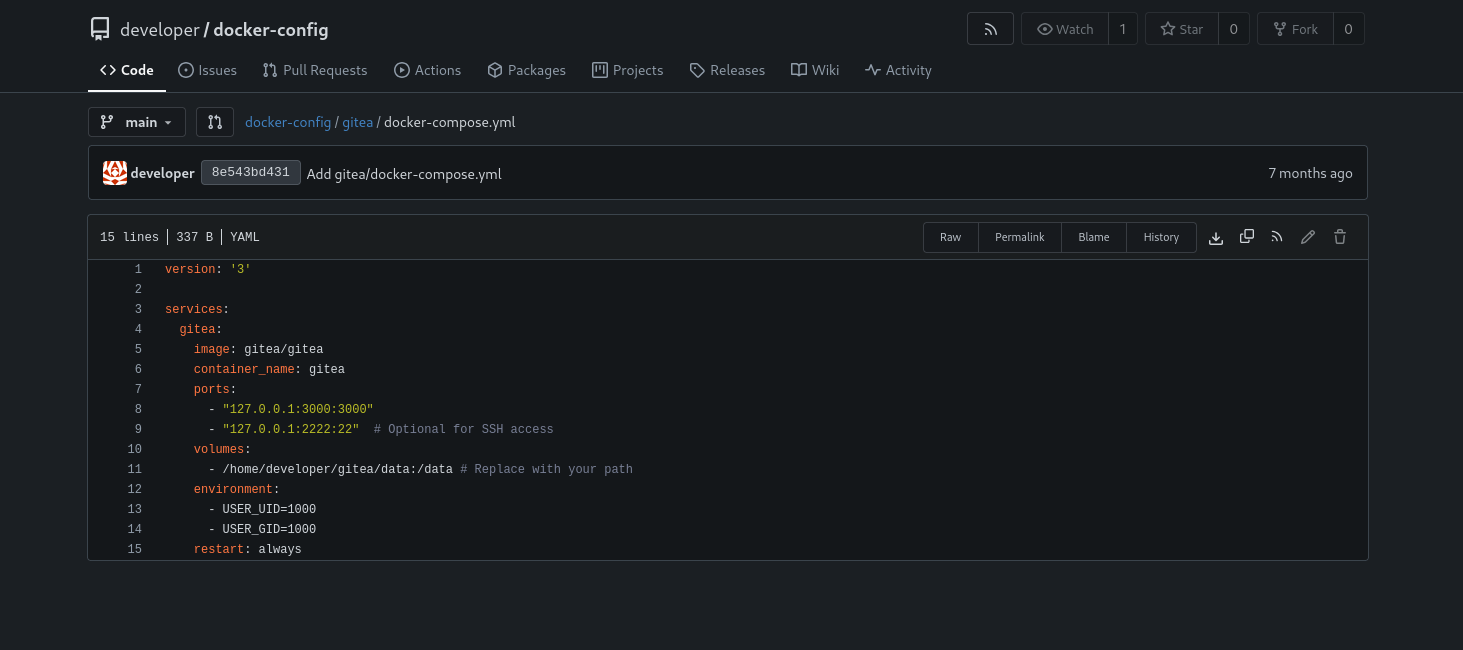 developer / docker-config
Watch 1 Star 0 Fork 0
Code Issues Pull Requests Actions Packages Projects Releases Wiki Activity
main docker-config / gitea / docker-compose.yml
developer 8e543bd431 Add gitea/docker-compose.yml 7 months ago
15 lines 337 B YAML Raw Permalink Blame History
1 version: '3'
2
3 services:
4   gitea:
5     image: gitea/gitea
6     container_name: gitea
7     ports:
8       - "127.0.0.1:3000:3000"
9       - "127.0.0.1:2222:22"  # Optional for SSH access
10     volumes:
11       - /home/developer/gitea/data:/data # Replace with your path
12     environment:
13       - USER_UID=1000
14       - USER_GID=1000
15     restart: always